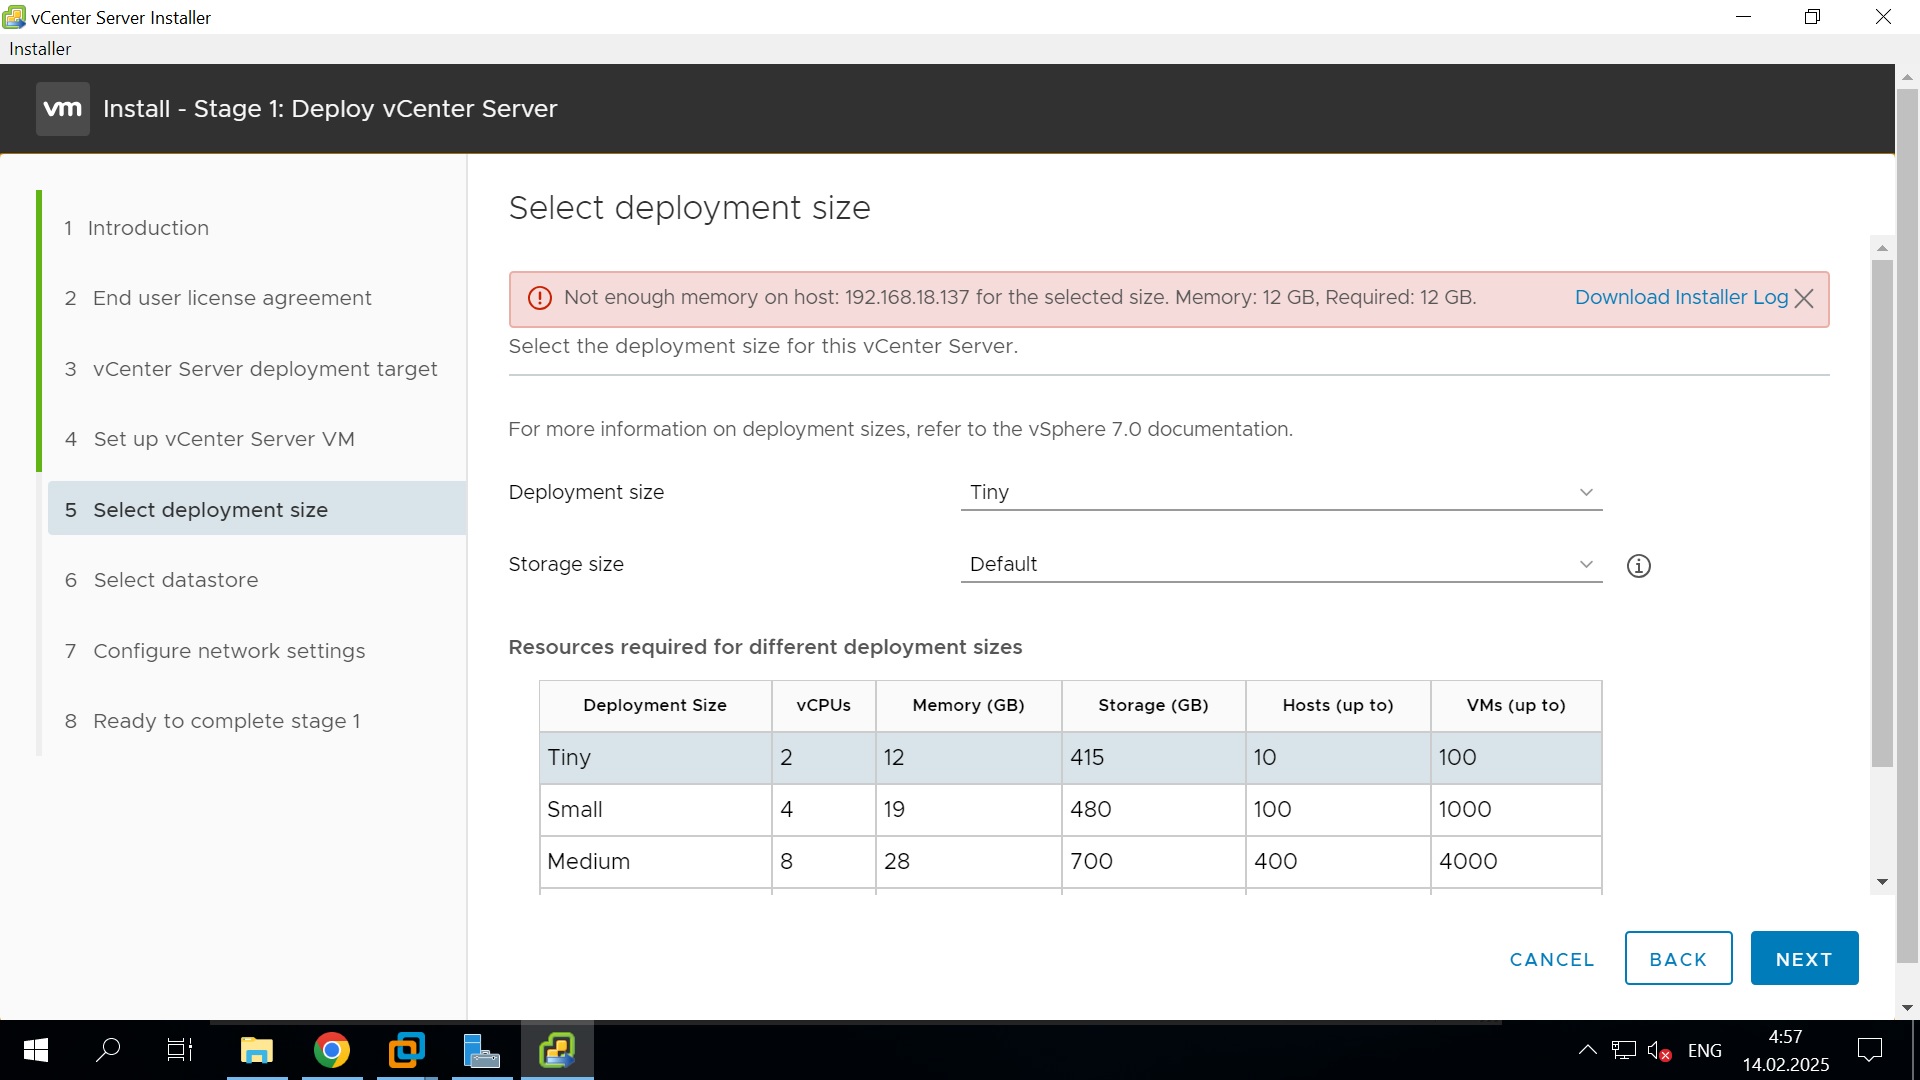 vCenter Server Installer
Installer
vm Install - Stage 1: Deploy vCenter Server
1 Introduction
2 End user license agreement
3 vCenter Server deployment target
4 Set up vCenter Server VM
5 Select deployment size
6 Select datastore
7 Configure network settings
8 Ready to complete stage 1
Select deployment size
Not enough memory on host: 192.168.18.137 for the selected size. Memory: 12 GB, Required: 12 GB. Download Installer Log
Select the deployment size for this vCenter Server.
For more information on deployment sizes, refer to the vSphere 7.0 documentation.
Deployment size Tiny
Storage size Default
Resources required for different deployment sizes
Deployment Size vCPUs Memory (GB) Storage (GB) Hosts (up to) VMs (up to)
Tiny 2 12 415 10 100
Small 4 19 480 100 1000
Medium 8 28 700 400 4000
CANCEL BACK NEXT
ENG
4:57
14.02.2025